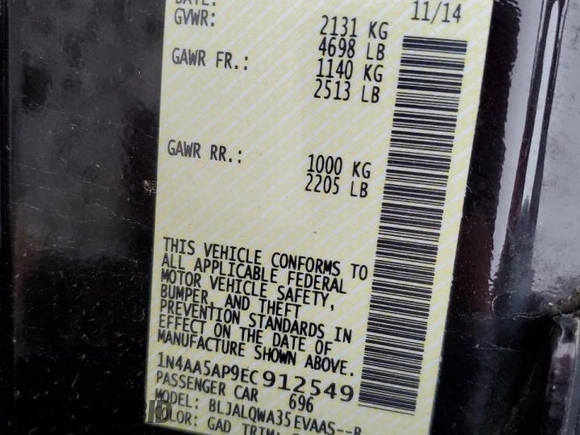 DATE: 11/14
GVWR: 2131 KG
4698 LB
GAWR FR.: 1140 KG
2513 LB
GAWR RR.: 1000 KG
2205 LB
THIS VEHICLE CONFORMS TO
ALL APPLICABLE FEDERAL
MOTOR VEHICLE SAFETY,
BUMPER, AND THEFT
PREVENTION STANDARDS IN
EFFECT ON THE DATE OF
MANUFACTURE SHOWN ABOVE.
1N4AA5AP9EC912549
PASSENGER CAR 696
MODEL: BLJALQWA35EVAAS--B
COLOR: GAD TRIM: